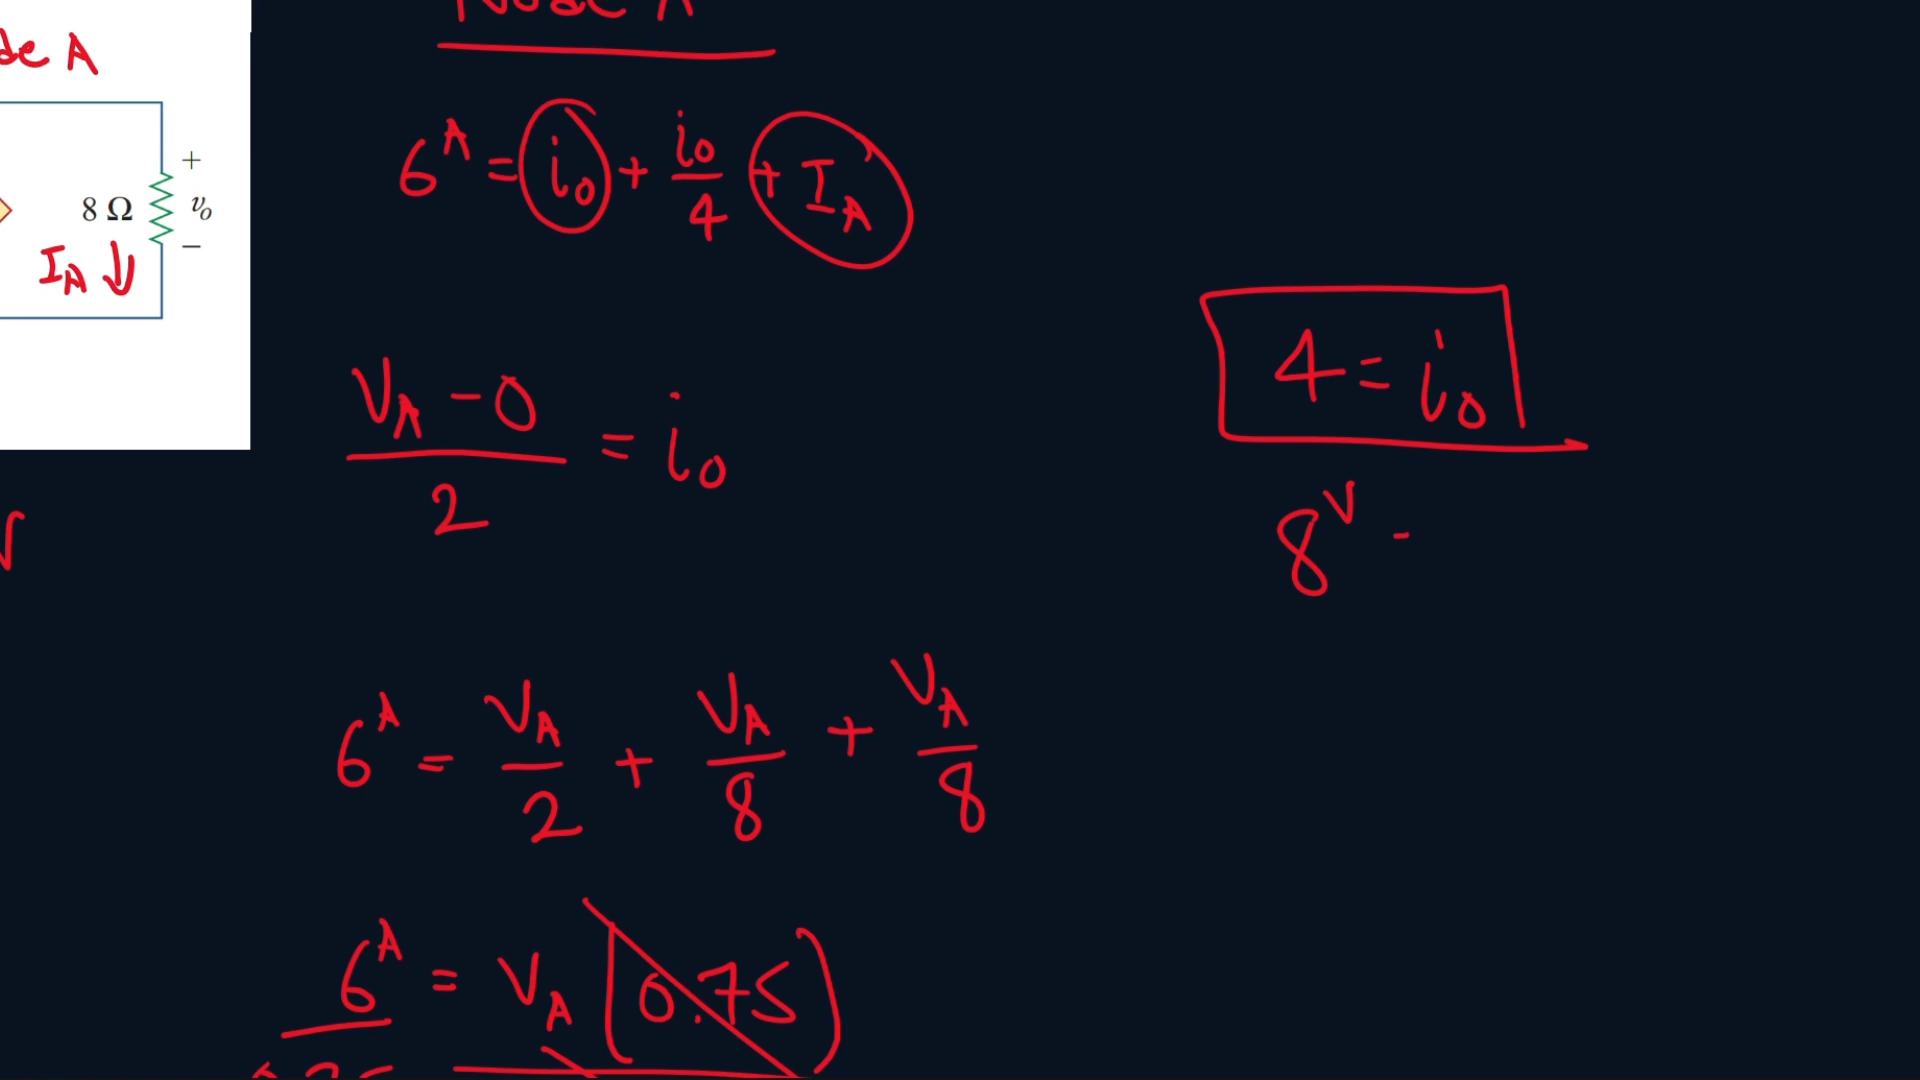 de A
+
8 Ω
v₀
−
I_A ↓
Node A
6^A = i₀ + i₀/4 + I_A
(V_A − 0)/2 = i₀
6^A = V_A/2 + V_A/8 + V_A/8
6^A = V_A (0.75)
4 = i₀
8^V -